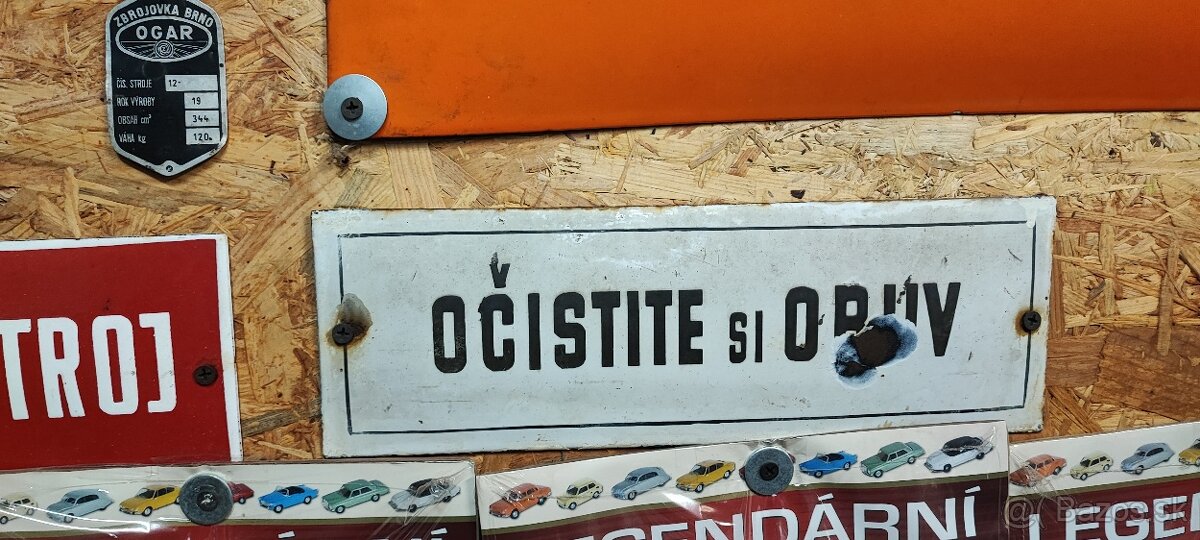 ZBROJOVKA BRNO
OGAR
ČÍS. STROJE 12-
ROK VÝROBY 19
OBSAH cm³ 344
VÁHA kg 120
OČISTITE SI OBUV
TROJ
LEGENDÁRNÍ
LEGE
Bazos.sk